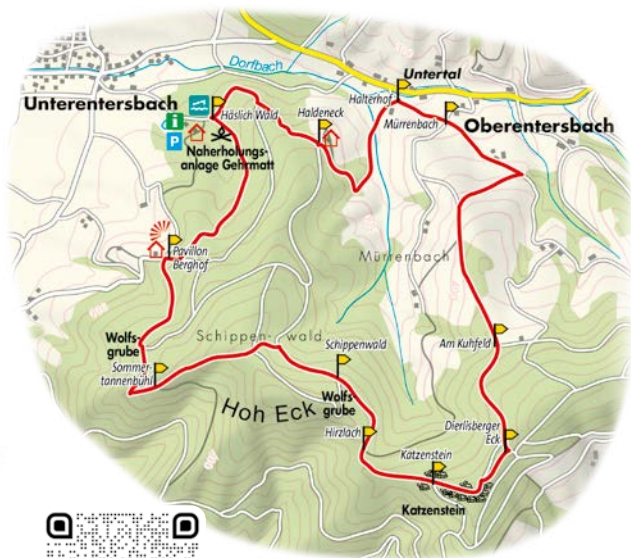 Untertal
Dorfbach
Halterhof
Unterentersbach
Häslich Wald
Haldeneck
Mürrenbach
Oberentersbach
i
P
Naherholungs-
anlage Gehrmatt
Pavillon
Berghof
Mürrenbach
Wolfs-
grube
Schippen-wald
Schippenwald
Am Kuhfeld
Sommer-
tannenbühl
Hoh Eck
Wolfs-
grube
Hirzlach
Dierlisberger
Eck
Katzenstein
Katzenstein